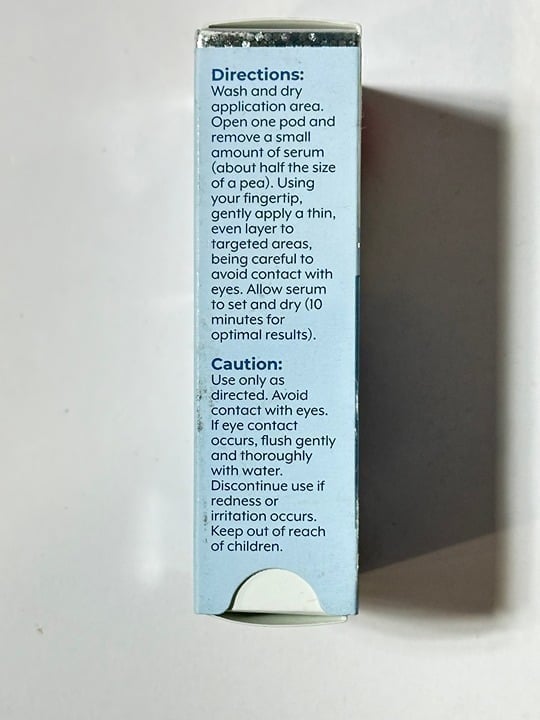 Directions:
Wash and dry
application area.
Open one pod and
remove a small
amount of serum
(about half the size
of a pea). Using
your fingertip,
gently apply a thin,
even layer to
targeted areas,
being careful to
avoid contact with
eyes. Allow serum
to set and dry (10
minutes for
optimal results).
Caution:
Use only as
directed. Avoid
contact with eyes.
If eye contact
occurs, flush gently
and thoroughly
with water.
Discontinue use if
redness or
irritation occurs.
Keep out of reach
of children.